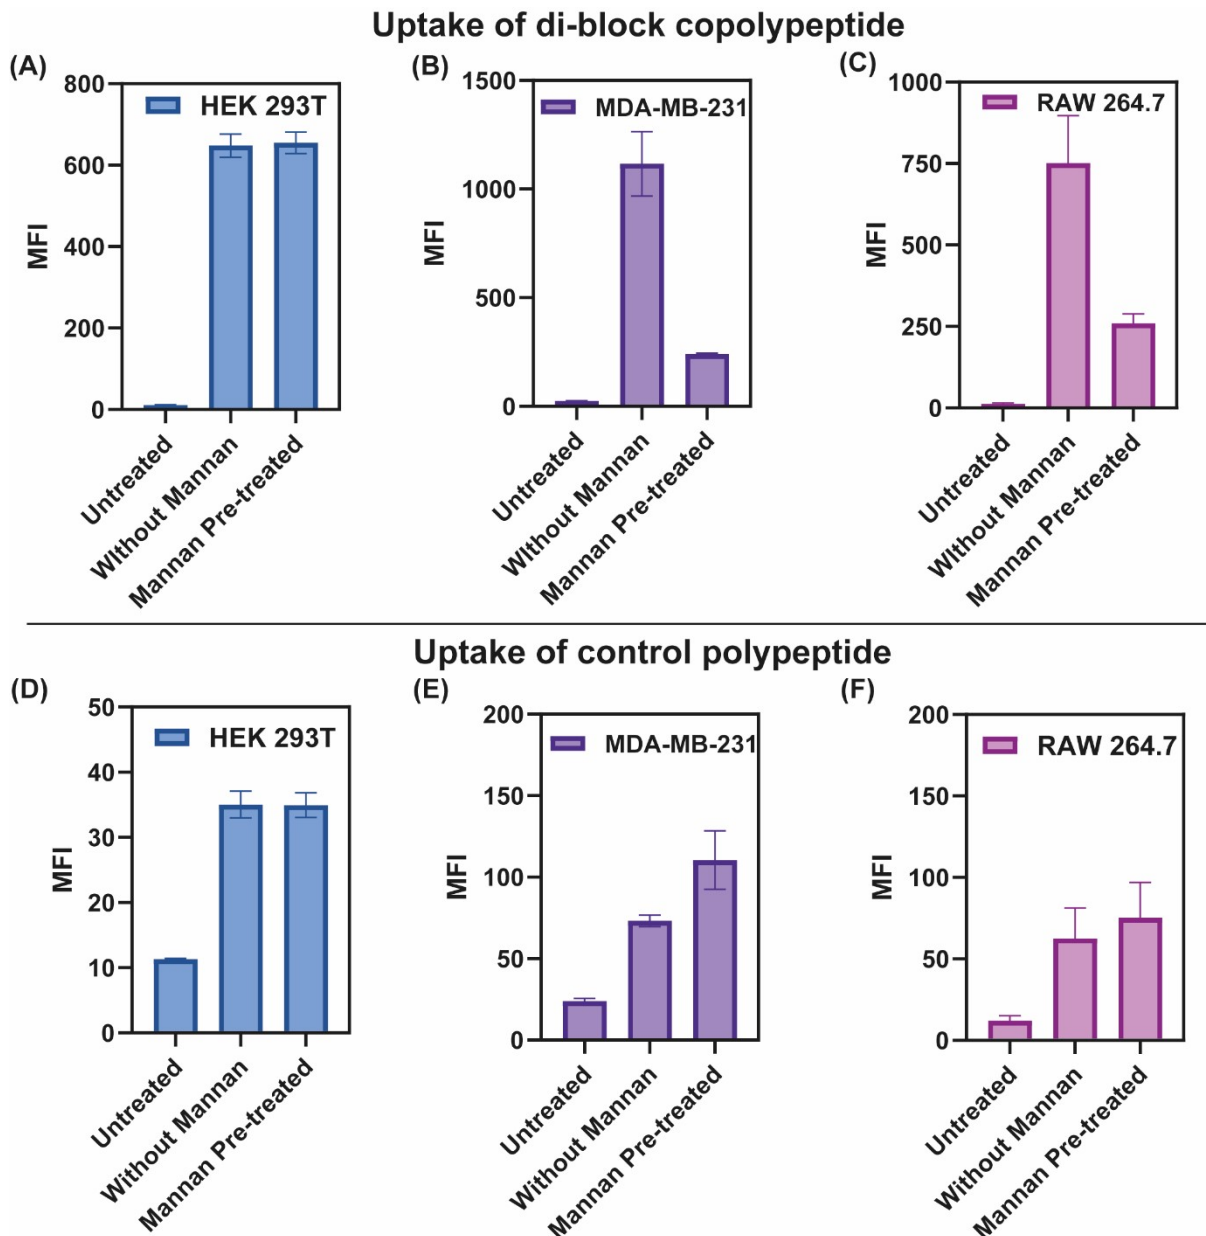 Uptake of di-block copolypeptide
(A)
800
600
400
200
0
MFI
HEK 293T
Untreated
WIthout Mannan
Mannan Pre-treated
(B)
1500
1000
500
0
MFI
MDA-MB-231
Untreated
WIthout Mannan
Mannan Pre-treated
(C)
1000
750
500
250
0
MFI
RAW 264.7
Untreated
WIthout Mannan
Mannan Pre-treated
Uptake of control polypeptide
(D)
50
40
30
20
10
0
MFI
HEK 293T
Untreated
Without Mannan
Mannan Pre-treated
(E)
200
150
100
50
0
MFI
MDA-MB-231
Untreated
Without Mannan
Mannan Pre-treated
(F)
200
150
100
50
0
MFI
RAW 264.7
Untreated
Without Mannan
Mannan Pre-treated